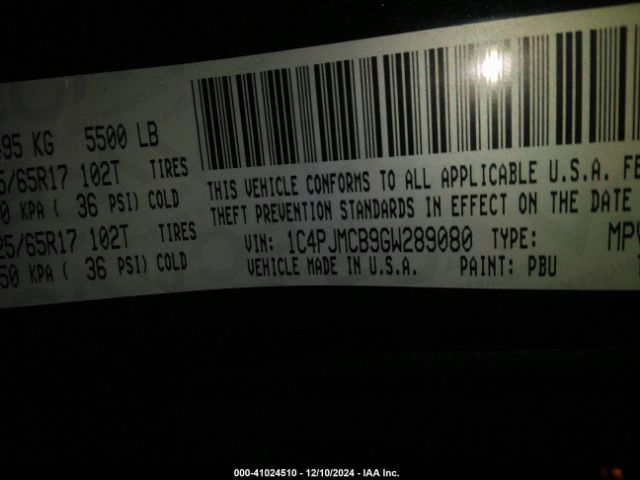 495 KG 5500 LB
5/65R17 102T TIRES
0 KPA ( 36 PSI) COLD
25/65R17 102T TIRES
50 KPA ( 36 PSI) COLD
THIS VEHICLE CONFORMS TO ALL APPLICABLE U.S.A. FE
THEFT PREVENTION STANDARDS IN EFFECT ON THE DATE
VIN: 1C4PJMCB9GW289080 TYPE: MPV
VEHICLE MADE IN U.S.A. PAINT: PBU
000-41024510 - 12/10/2024 - IAA Inc.